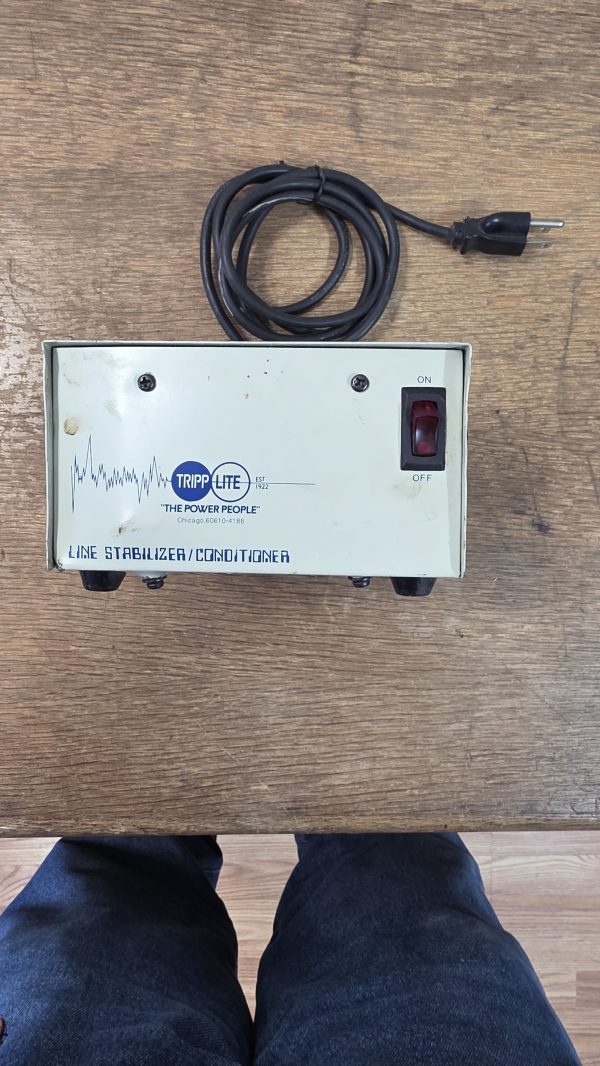 ON
OFF
TRIPP LITE EST 1922
"THE POWER PEOPLE"
Chicago, 60610-4188
LINE STABILIZER/CONDITIONER